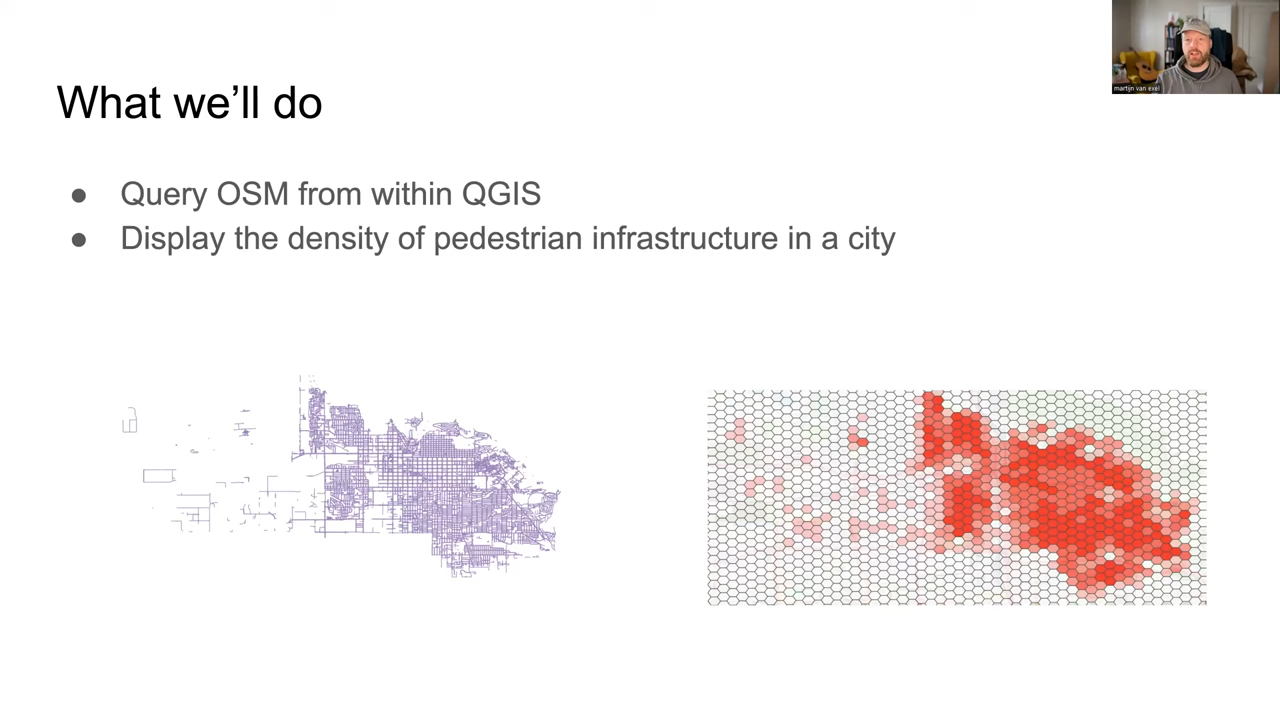 What we'll do
● Query OSM from within QGIS
● Display the density of pedestrian infrastructure in a city
martijn van exel